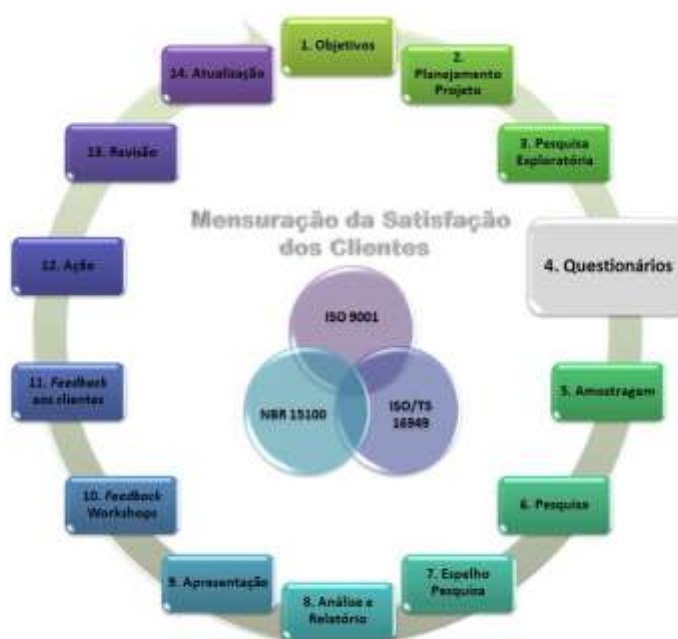 1. Objetivos
2.
Planejamento
Projeto
3. Pesquisa
Exploratória
4. Questionários
5. Amostragem
6. Pesquisa
7. Espelho
Pesquisa
8. Análise e
Relatório
9. Apresentação
10. Feedback
Workshops
11. Feedback
aos clientes
12. Ação
13. Revisão
14. Atualização
Mensuração da Satisfação
dos Clientes
ISO 9001
NBR 15100
ISO/TS
16949